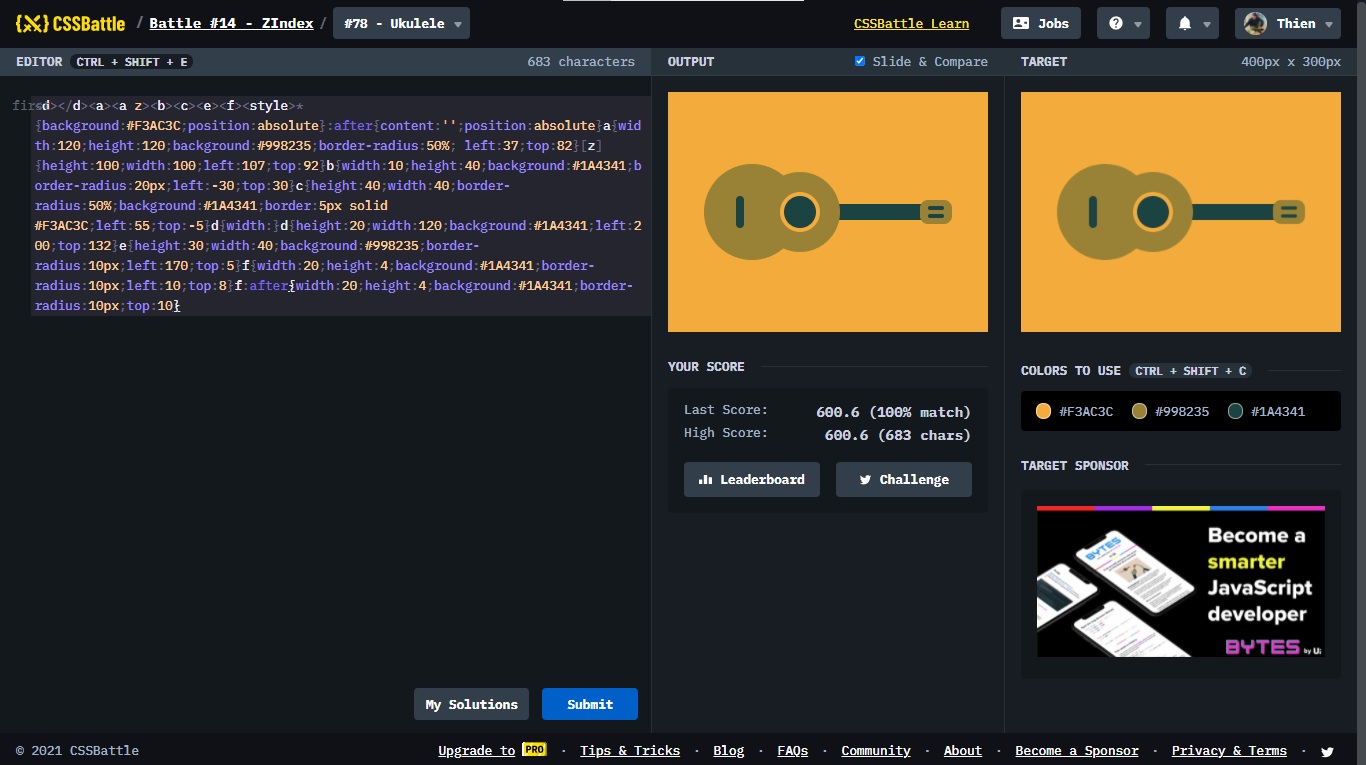 {X} CSSBattle / Battle #14 - ZIndex / #78 - Ukulele
CSSBattle Learn
Jobs
Thien
EDITOR CTRL + SHIFT + E 683 characters
OUTPUT Slide & Compare
TARGET 400px x 300px
d></d><a><a z><b><c><e><f><style>*
{background:#F3AC3C;position:absolute}:after{content:'';position:absolute}a{wid
th:120;height:120;background:#998235;border-radius:50%; left:37;top:82}[z]
{height:100;width:100;left:107;top:92}b{width:10;height:40;background:#1A4341;b
order-radius:20px;left:-30;top:30}c{height:40;width:40;border-
radius:50%;background:#1A4341;border:5px solid
#F3AC3C;left:55;top:-5}d{width:}d{height:20;width:120;background:#1A4341;left:2
00;top:132}e{height:30;width:40;background:#998235;border-
radius:10px;left:170;top:5}f{width:20;height:4;background:#1A4341;border-
radius:10px;left:10;top:8}f:after{width:20;height:4;background:#1A4341;border-
radius:10px;top:10}
My Solutions
Submit
YOUR SCORE
Last Score: 600.6 (100% match)
High Score: 600.6 (683 chars)
Leaderboard
Challenge
COLORS TO USE CTRL + SHIFT + C
#F3AC3C #998235 #1A4341
TARGET SPONSOR
BYTES
Become a
smarter
JavaScript
developer
BYTES by Ui
© 2021 CSSBattle
Upgrade to PRO · Tips & Tricks · Blog · FAQs · Community · About · Become a Sponsor · Privacy & Terms ·